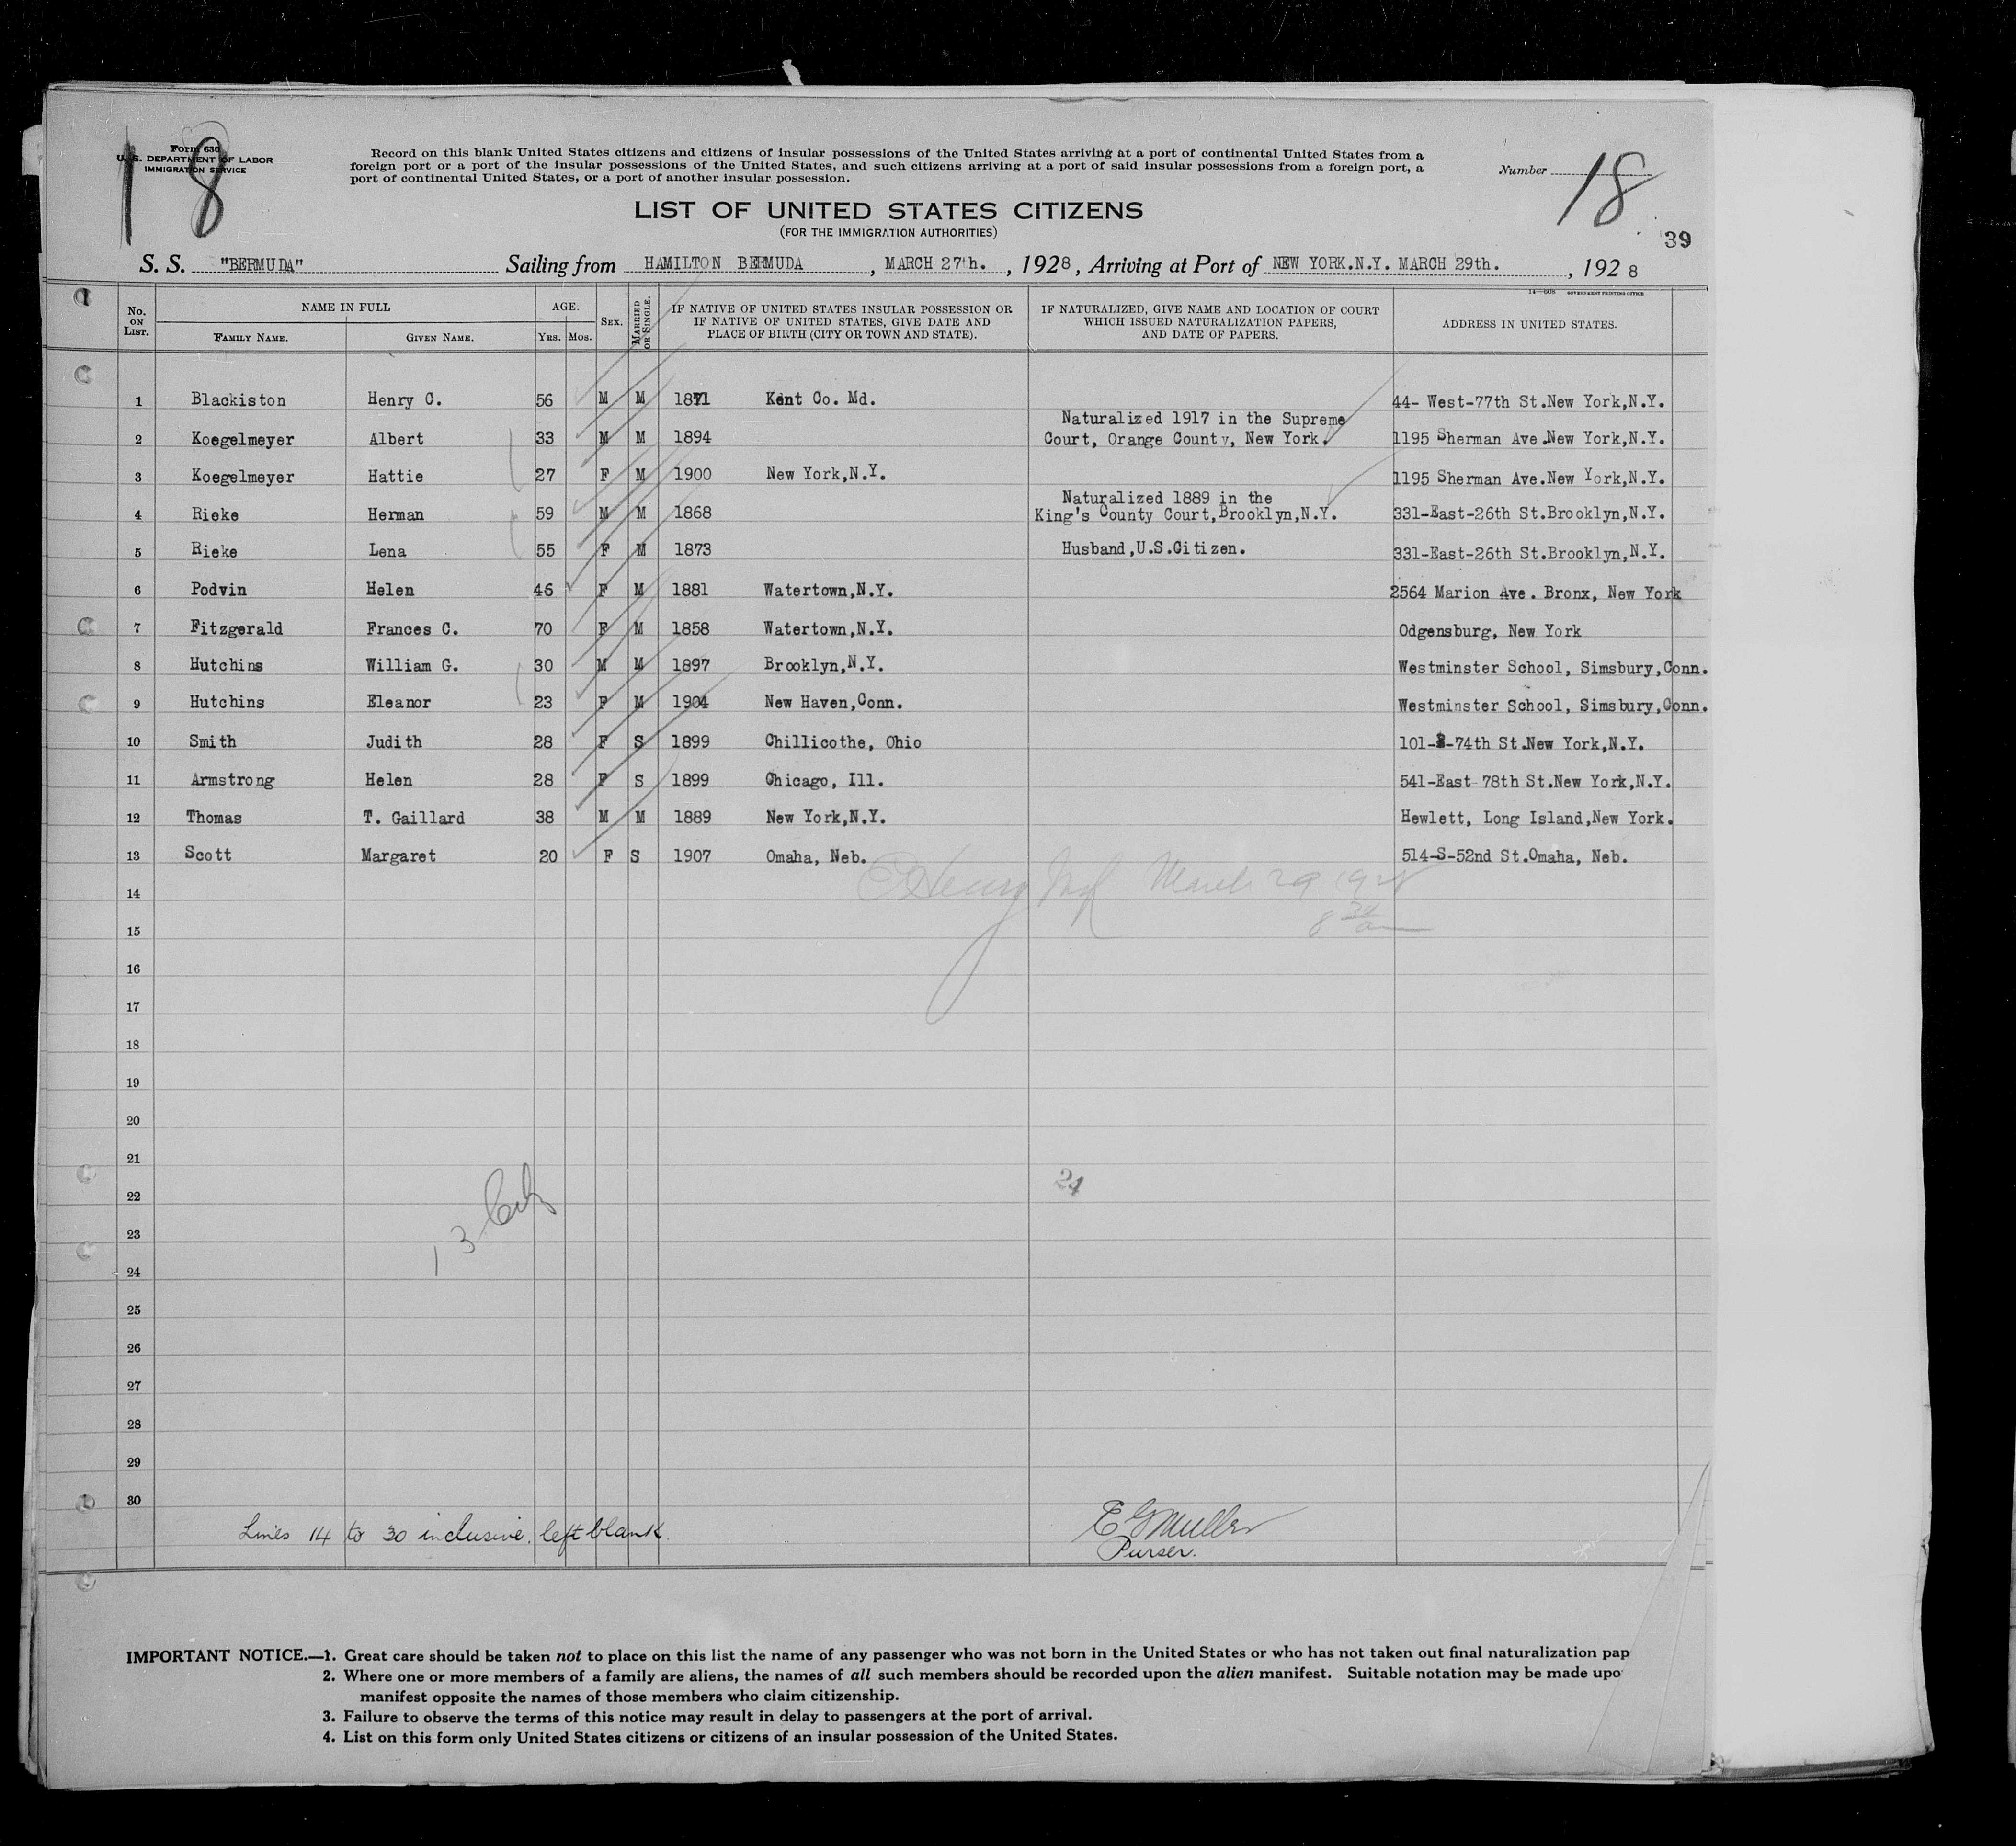 18
Form 630
U. S. DEPARTMENT OF LABOR
IMMIGRATION SERVICE
Record on this blank United States citizens and citizens of insular possessions of the United States arriving at a port of continental United States from a
foreign port or a port of the insular possessions of the United States, and such citizens arriving at a port of said insular possessions from a foreign port, a
port of continental United States, or a port of another insular possession.
Number 18
LIST OF UNITED STATES CITIZENS
(FOR THE IMMIGRATION AUTHORITIES)
39
S. S. "BERMUDA" Sailing from HAMILTON BERMUDA, MARCH 27th., 1928, Arriving at Port of NEW YORK.N.Y. MARCH 29th., 1928
14—608 GOVERNMENT PRINTING OFFICE
No. ON LIST. NAME IN FULL FAMILY NAME. GIVEN NAME. AGE. YRS. MOS. SEX. MARRIED OR SINGLE. IF NATIVE OF UNITED STATES INSULAR POSSESSION OR IF NATIVE OF UNITED STATES, GIVE DATE AND PLACE OF BIRTH (CITY OR TOWN AND STATE). IF NATURALIZED, GIVE NAME AND LOCATION OF COURT WHICH ISSUED NATURALIZATION PAPERS, AND DATE OF PAPERS. ADDRESS IN UNITED STATES.
1 Blackiston Henry C. 56 M M 1871 Kent Co. Md. 44- West-77th St.New York,N.Y.
Naturalized 1917 in the Supreme
2 Koegelmeyer Albert 33 M M 1894 Court, Orange County, New York. 1195 Sherman Ave.New York,N.Y.
3 Koegelmeyer Hattie 27 F M 1900 New York,N.Y. 1195 Sherman Ave.New York,N.Y.
Naturalized 1889 in the
4 Rieke Herman 59 M M 1868 King's County Court,Brooklyn,N.Y. 331-East-26th St.Brooklyn,N.Y.
5 Rieke Lena 55 F M 1873 Husband,U.S.Citizen. 331-East-26th St.Brooklyn,N.Y.
6 Podvin Helen 46 F M 1881 Watertown,N.Y. 2564 Marion Ave. Bronx, New York
7 Fitzgerald Frances C. 70 F M 1858 Watertown,N.Y. Odgensburg, New York
8 Hutchins William G. 30 M M 1897 Brooklyn,N.Y. Westminster School, Simsbury,Conn.
9 Hutchins Eleanor 23 F M 1904 New Haven,Conn. Westminster School, Simsbury,Conn.
10 Smith Judith 28 F S 1899 Chillicothe, Ohio 101- -74th St.New York,N.Y.
11 Armstrong Helen 28 F S 1899 Chicago, Ill. 541-East 78th St.New York,N.Y.
12 Thomas T. Gaillard 38 M M 1889 New York,N.Y. Hewlett, Long Island,New York.
13 Scott Margaret 20 F S 1907 Omaha, Neb. 514-S-52nd St.Omaha, Neb.
14 March 29 1928
15
16
17
18
19
20
21
22 24
23 13
24
25
26
27
28
29
30
Lines 14 to 30 inclusive, left blank.
E G Muller
Purser.
IMPORTANT NOTICE.—1. Great care should be taken not to place on this list the name of any passenger who was not born in the United States or who has not taken out final naturalization pap
2. Where one or more members of a family are aliens, the names of all such members should be recorded upon the alien manifest. Suitable notation may be made upo
manifest opposite the names of those members who claim citizenship.
3. Failure to observe the terms of this notice may result in delay to passengers at the port of arrival.
4. List on this form only United States citizens or citizens of an insular possession of the United States.